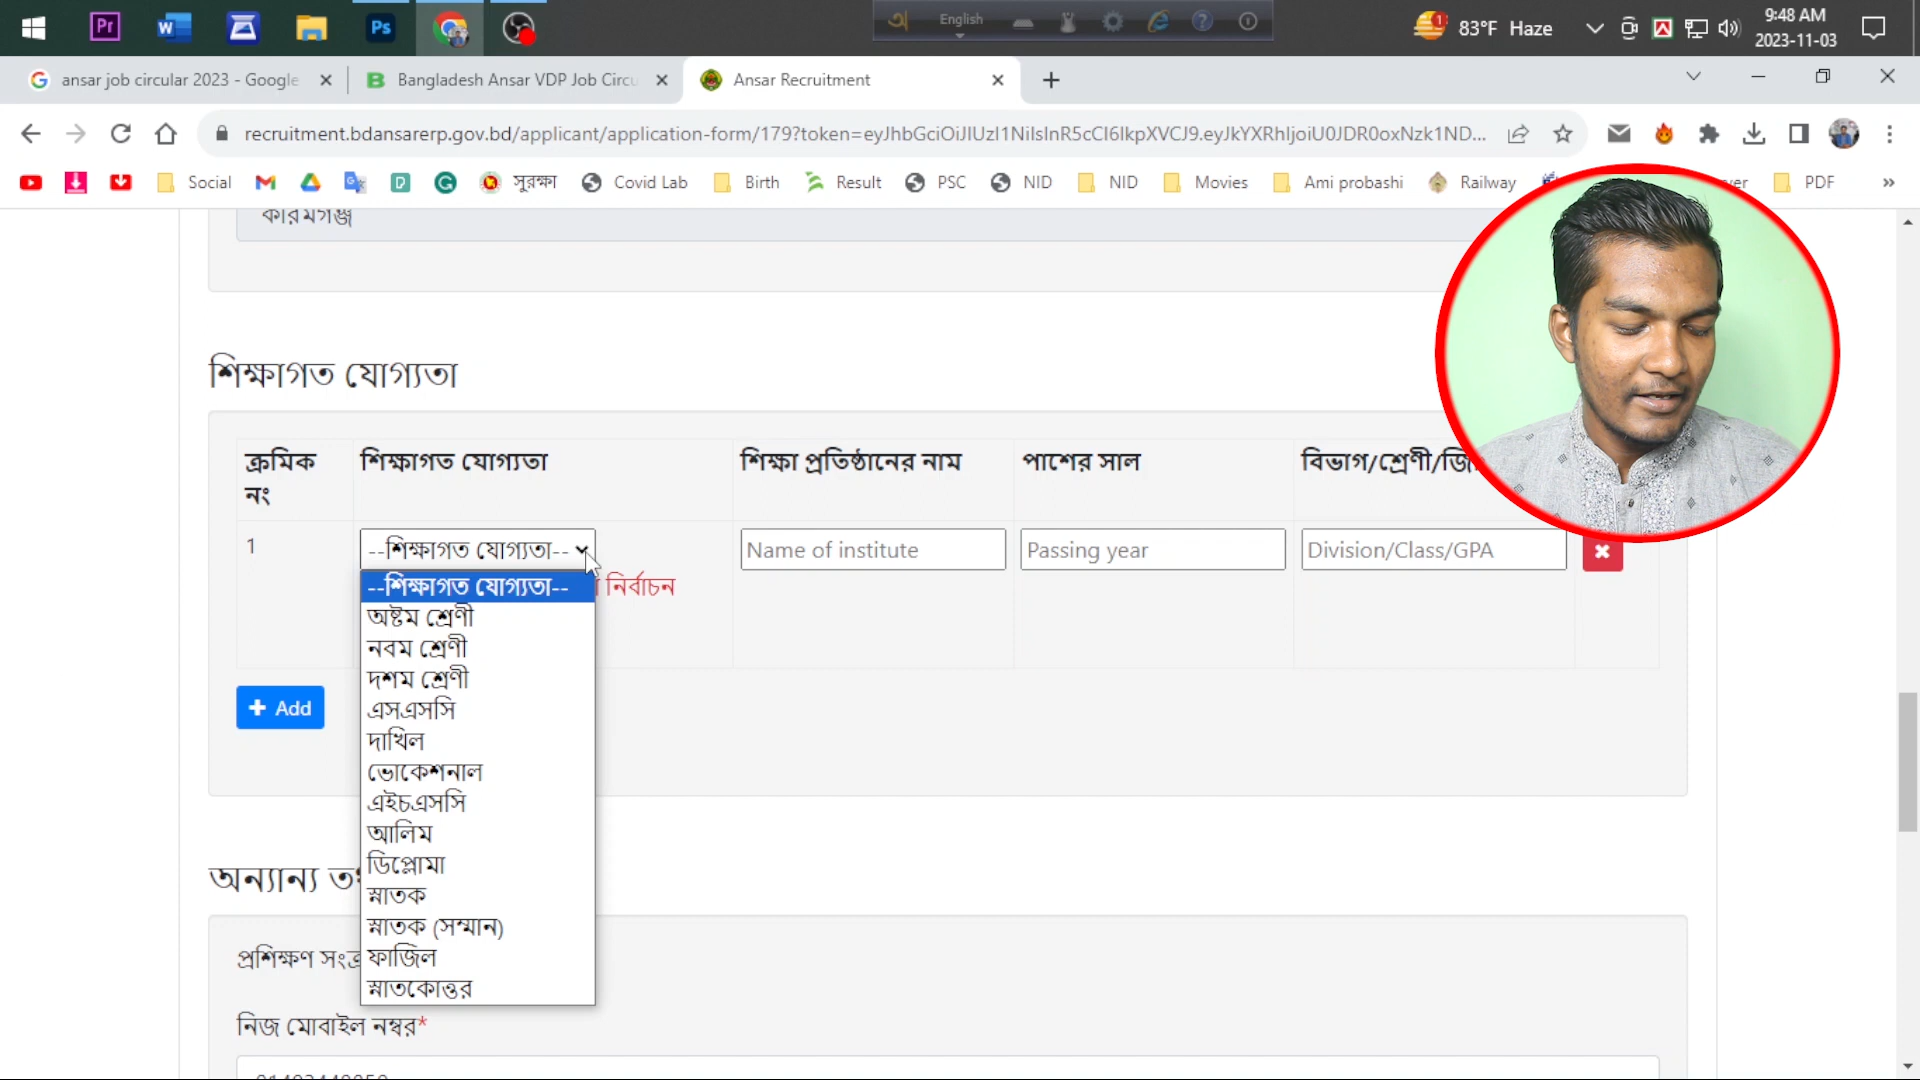 English
83°F Haze
9:48 AM
2023-11-03
ansar job circular 2023 - Google
Bangladesh Ansar VDP Job Circu
Ansar Recruitment
recruitment.bdansarerp.gov.bd/applicant/application-form/179?token=eyJhbGciOiJIUzI1NiIsInR5cCI6IkpXVCJ9.eyJkYXRhIjoiU0JDR0oxNzk1ND...
Social
সুরক্ষা
Covid Lab
Birth
Result
PSC
NID
NID
Movies
Ami probashi
Railway
PDF
করিমগঞ্জ
শিক্ষাগত যোগ্যতা
ক্রমিক নং
শিক্ষাগত যোগ্যতা
শিক্ষা প্রতিষ্ঠানের নাম
পাশের সাল
বিভাগ/শ্রেণী/জি
1
--শিক্ষাগত যোগ্যতা--
Name of institute
Passing year
Division/Class/GPA
--শিক্ষাগত যোগ্যতা--
নির্বাচন
অষ্টম শ্রেণী
নবম শ্রেণী
দশম শ্রেণী
এসএসসি
দাখিল
ভোকেশনাল
এইচএসসি
আলিম
ডিপ্লোমা
স্নাতক
স্নাতক (সম্মান)
ফাজিল
স্নাতকোত্তর
+ Add
অন্যান্য
প্রশিক্ষণ
নিজ মোবাইল নম্বর*